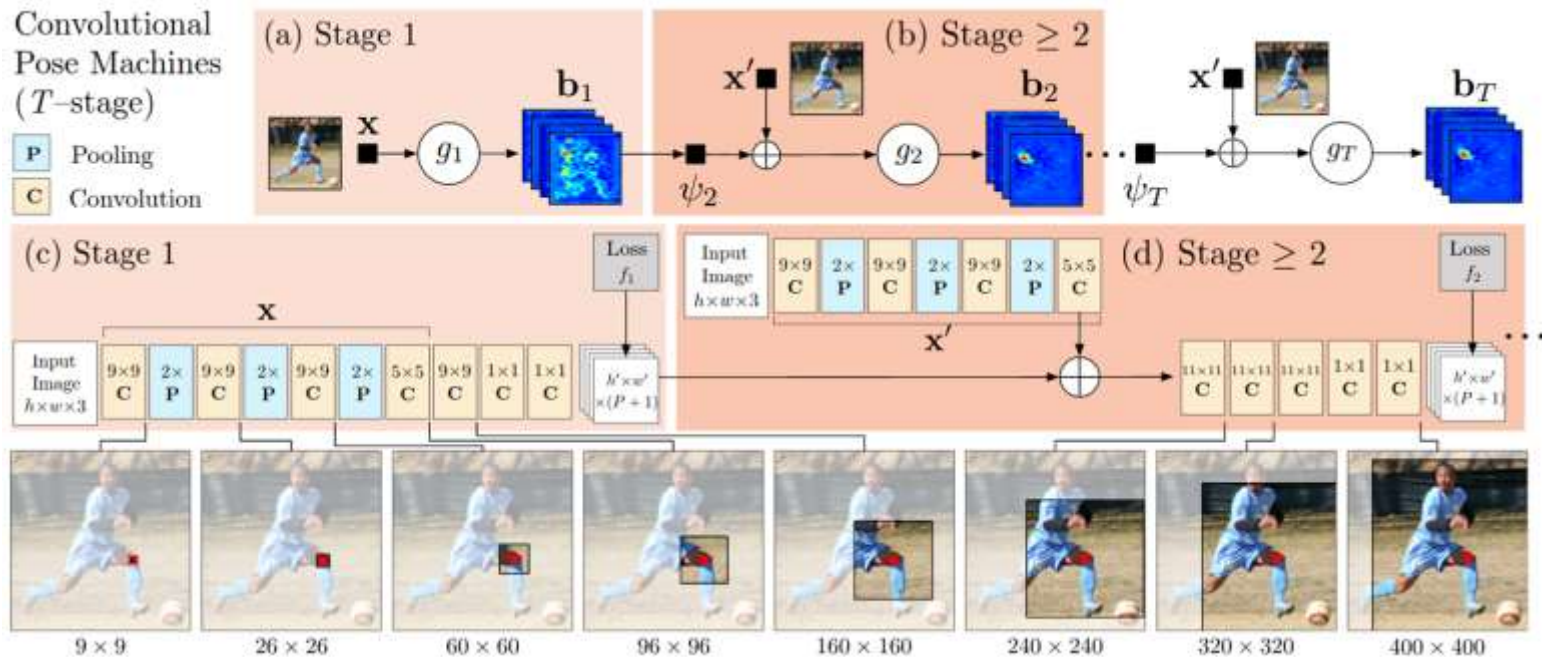 Convolutional
Pose Machines
(T–stage)
P Pooling
C Convolution
(a) Stage 1
x
g₁
b₁
(b) Stage ≥ 2
x′
ψ₂
g₂
b₂
x′
ψ_T
g_T
b_T
(c) Stage 1
Input
Image
h×w×3
x
9×9 C
2× P
9×9 C
2× P
9×9 C
2× P
5×5 C
9×9 C
1×1 C
1×1 C
Loss
f₁
h′×w′
×(P + 1)
(d) Stage ≥ 2
Input
Image
h×w×3
9×9 C
2× P
9×9 C
2× P
9×9 C
2× P
5×5 C
x′
11×11 C
11×11 C
11×11 C
1×1 C
1×1 C
Loss
f₂
h′×w′
×(P + 1)
9 × 9
26 × 26
60 × 60
96 × 96
160 × 160
240 × 240
320 × 320
400 × 400